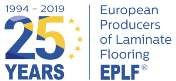 1994 - 2019
25
YEARS
European
Producers
of Laminate
Flooring
EPLF®